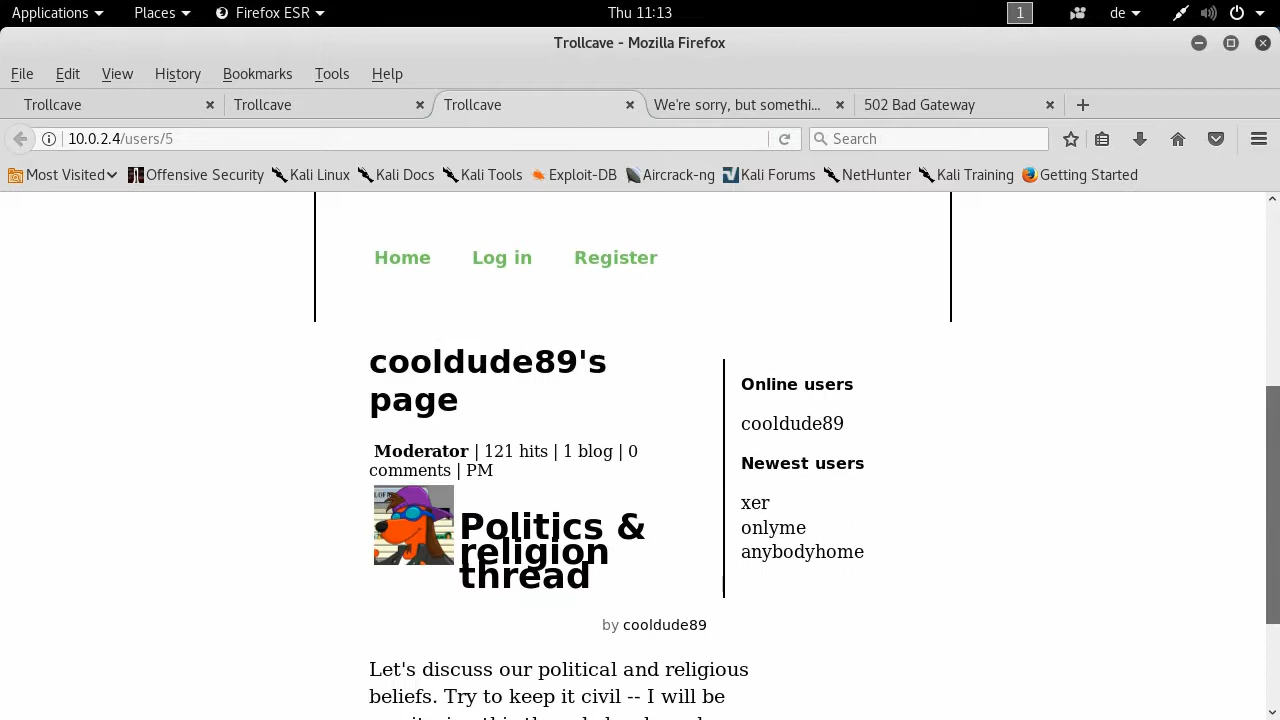 Applications Places Firefox ESR Thu 11:13 1 de
Trollcave - Mozilla Firefox
File Edit View History Bookmarks Tools Help
Trollcave Trollcave Trollcave We're sorry, but somethi... 502 Bad Gateway
10.0.2.4/users/5 Search
Most Visited Offensive Security Kali Linux Kali Docs Kali Tools Exploit-DB Aircrack-ng Kali Forums NetHunter Kali Training Getting Started
Home Log in Register
cooldude89's
page
Moderator | 121 hits | 1 blog | 0
comments | PM
Politics &
religion
thread
by cooldude89
Let's discuss our political and religious
beliefs. Try to keep it civil -- I will be
Online users
cooldude89
Newest users
xer
onlyme
anybodyhome